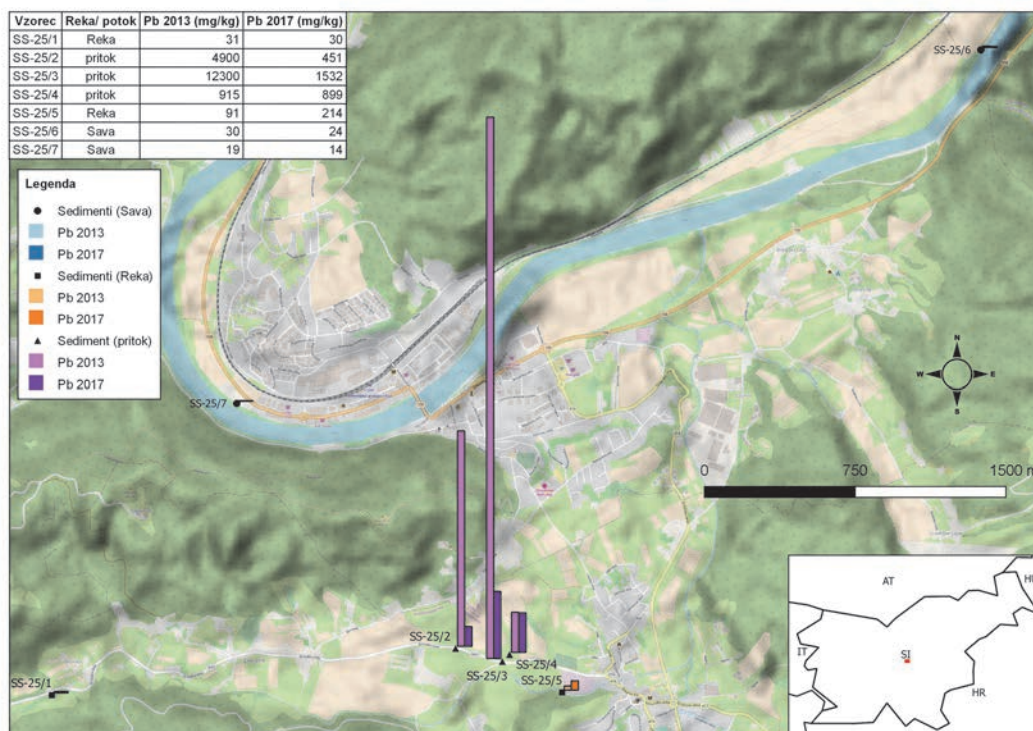 Vzorec Reka/ potok Pb 2013 (mg/kg) Pb 2017 (mg/kg)
SS-25/1 Reka 31 30
SS-25/2 pritok 4900 451
SS-25/3 pritok 12300 1532
SS-25/4 pritok 915 899
SS-25/5 Reka 91 214
SS-25/6 Sava 30 24
SS-25/7 Sava 19 14
Legenda
Sedimenti (Sava)
Pb 2013
Pb 2017
Sedimenti (Reka)
Pb 2013
Pb 2017
Sediment (pritok)
Pb 2013
Pb 2017
SS-25/6
SS-25/7
N
W E
S
0 750 1500 m
SS-25/2
SS-25/4
SS-25/3
SS-25/5
SS-25/1
AT
IT
SI
HR